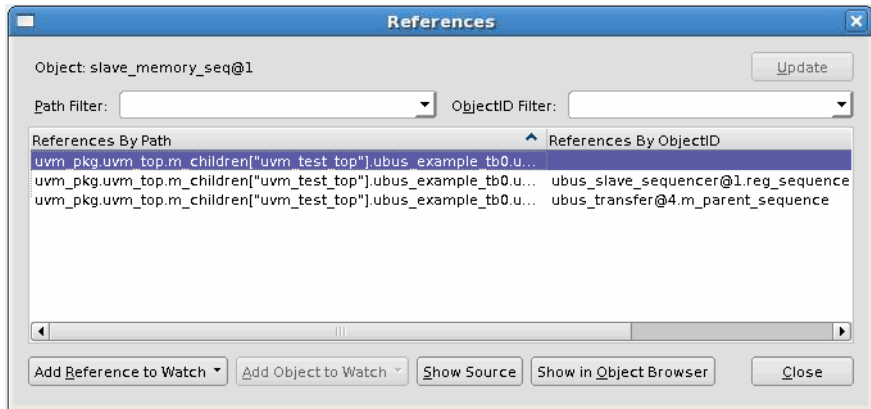 References
Object: slave_memory_seq@1 Update
Path Filter: ObjectID Filter:
References By Path References By ObjectID
uvm_pkg.uvm_top.m_children["uvm_test_top"].ubus_example_tb0.u...
uvm_pkg.uvm_top.m_children["uvm_test_top"].ubus_example_tb0.u... ubus_slave_sequencer@1.reg_sequence
uvm_pkg.uvm_top.m_children["uvm_test_top"].ubus_example_tb0.u... ubus_transfer@4.m_parent_sequence
Add Reference to Watch Add Object to Watch Show Source Show in Object Browser Close